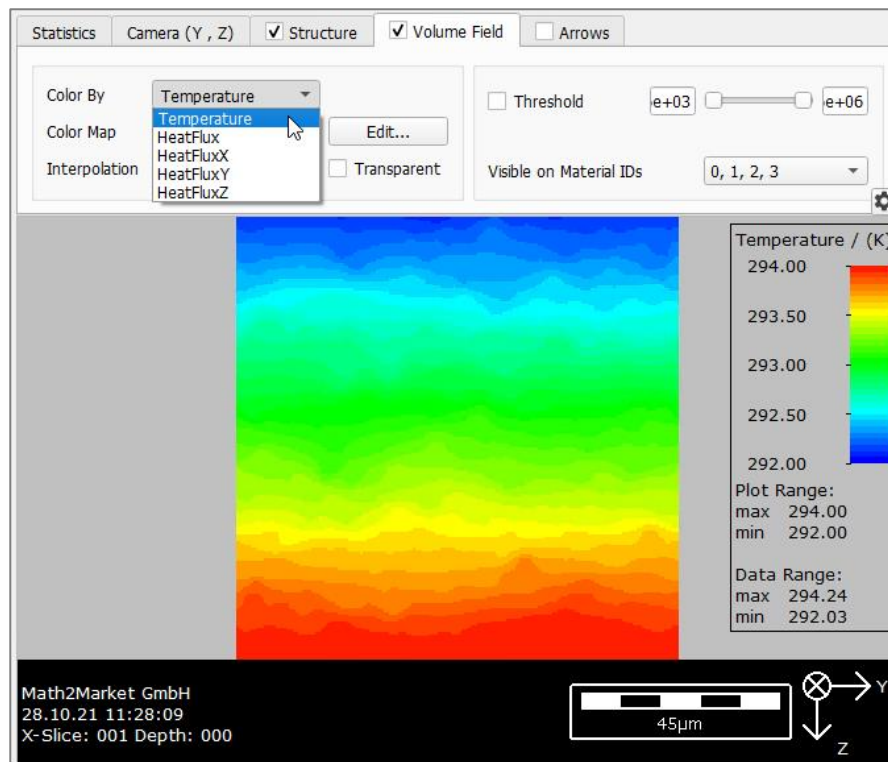 Statistics
Camera (Y , Z)
Structure
Volume Field
Arrows
Color By
Temperature
Temperature
HeatFlux
HeatFluxX
HeatFluxY
HeatFluxZ
Color Map
Edit...
Interpolation
Transparent
Threshold
e+03
e+06
Visible on Material IDs
0, 1, 2, 3
Temperature / (K)
294.00
293.50
293.00
292.50
292.00
Plot Range:
max 294.00
min 292.00
Data Range:
max 294.24
min 292.03
Math2Market GmbH
28.10.21 11:28:09
X-Slice: 001 Depth: 000
45µm
Y
Z